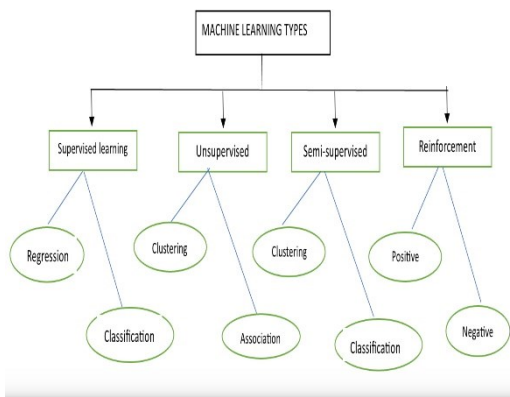 MACHINE LEARNING TYPES
Supervised learning
Unsupervised
Semi-supervised
Reinforcement
Regression
Clustering
Clustering
Positive
Classification
Association
Classification
Negative